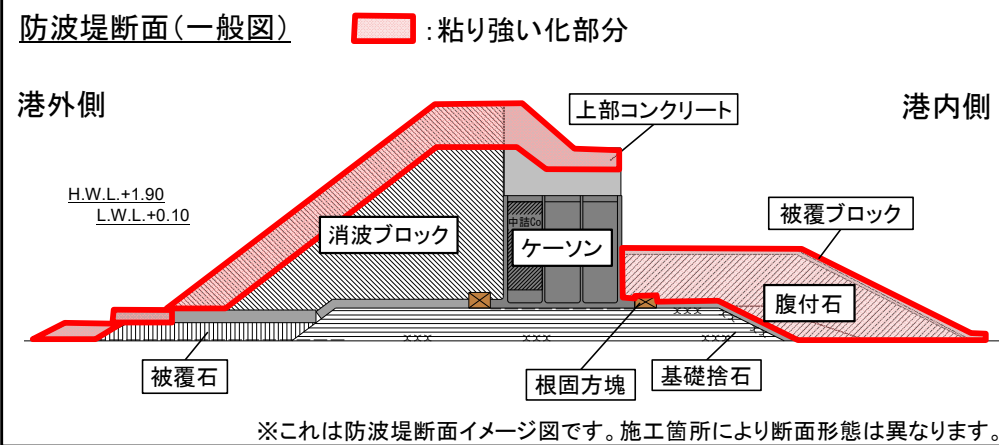 防波堤断面(一般図)
：粘り強い化部分
港外側
港内側
上部コンクリート
H.W.L.+1.90
L.W.L.+0.10
被覆ブロック
消波ブロック
中詰Co
ケーソン
腹付石
被覆石
根固方塊
基礎捨石
※これは防波堤断面イメージ図です。施工箇所により断面形態は異なります。